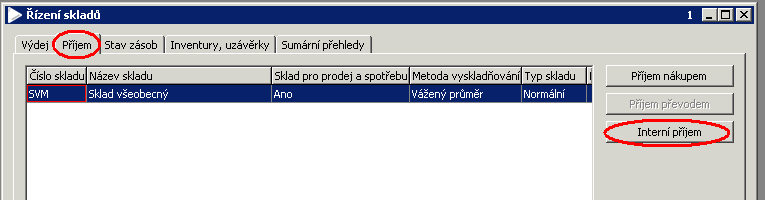 Řízení skladů 1
Výdej Příjem Stav zásob Inventury, uzávěrky Sumární přehledy
Číslo skladu Název skladu Sklad pro prodej a spotřebu Metoda vyskladňování Typ skladu
SVM Sklad všeobecný Ano Vážený průměr Normální
Příjem nákupem
Příjem převodem
Interní příjem